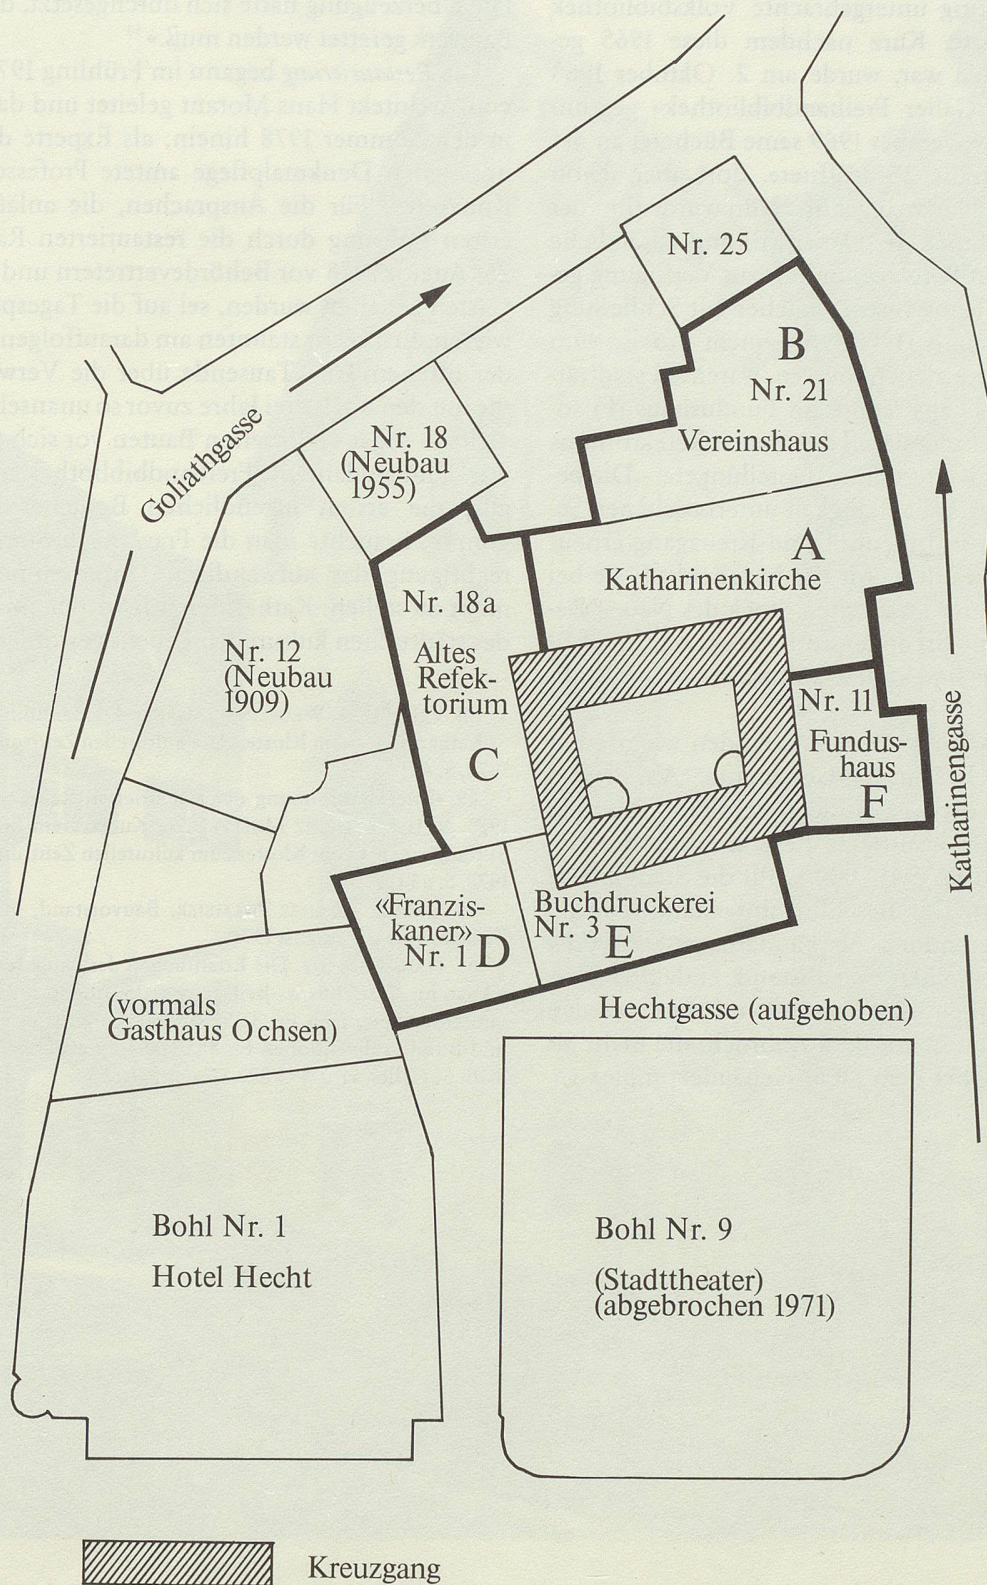 Nr. 25
B
Nr. 21
Vereinshaus
Goliathgasse
Nr. 18
(Neubau
1955)
A
Katharinenkirche
Nr. 18a
Altes
Refek-
torium
C
Nr. 12
(Neubau
1909)
Nr. 11
Fundus-
haus
F
Katharinengasse
«Franzis-
kaner»
Nr. 1 D
Buchdruckerei
Nr. 3 E
(vormals
Gasthaus Ochsen)
Hechtgasse (aufgehoben)
Bohl Nr. 1
Hotel Hecht
Bohl Nr. 9
(Stadttheater)
(abgebrochen 1971)
Kreuzgang